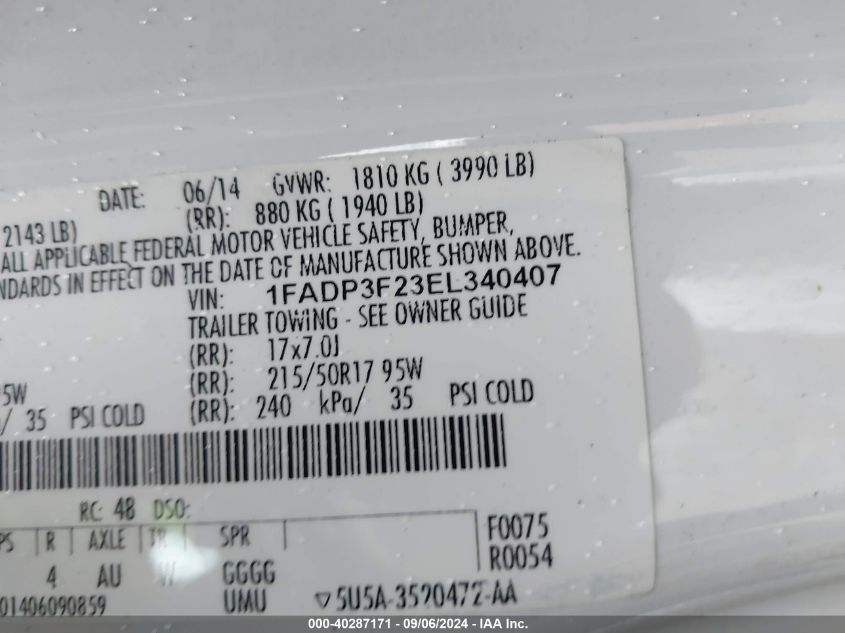 DATE: 06/14 GVWR: 1810 KG ( 3990 LB)
2143 LB) (RR): 880 KG ( 1940 LB)
ALL APPLICABLE FEDERAL MOTOR VEHICLE SAFETY, BUMPER,
NDARDS IN EFFECT ON THE DATE OF MANUFACTURE SHOWN ABOVE.
VIN: 1FADP3F23EL340407
TRAILER TOWING - SEE OWNER GUIDE
(RR): 17x7.0J
5W (RR): 215/50R17 95W
/ 35 PSI COLD (RR): 240 kPa/ 35 PSI COLD
RC: 48 DSO:
PS R AXLE TR SPR F0075
R0054
4 AU W GGGG
01406090859 UMU 5U5A-3520472-AA
000 - 40287171 - 09/06/2024 - IAA Inc.